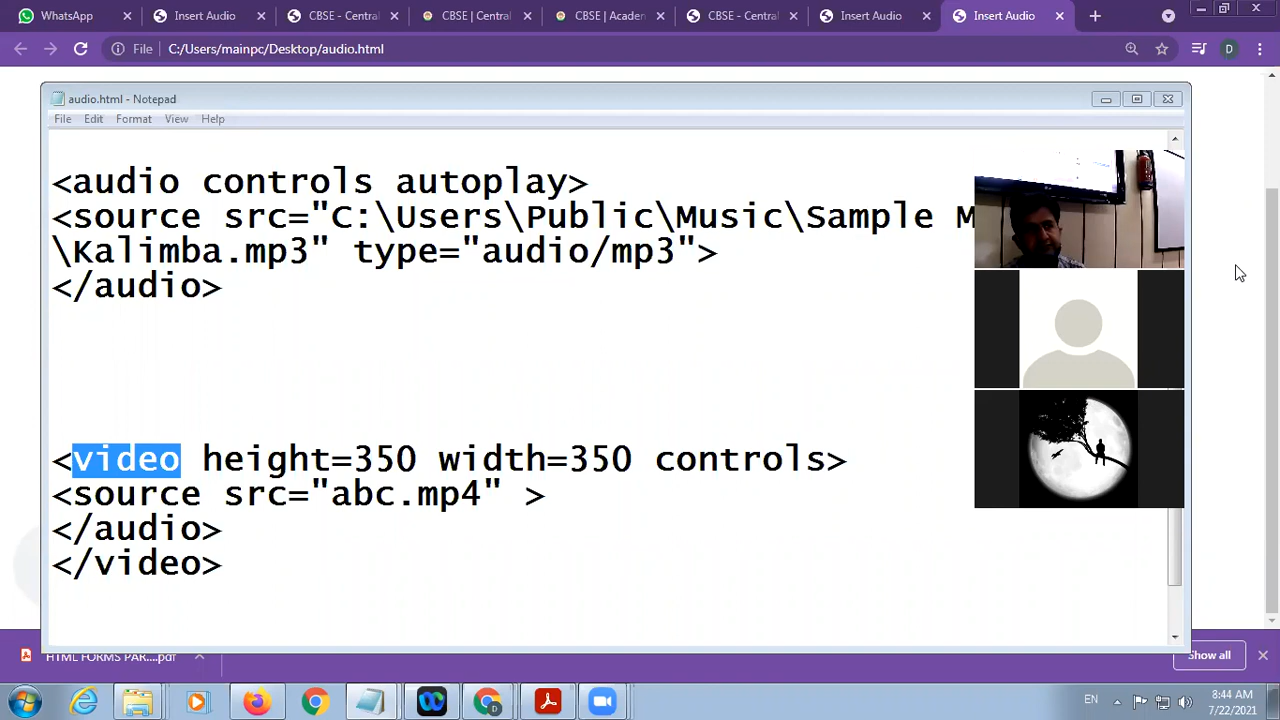 WhatsApp
Insert Audio
CBSE - Central
CBSE | Central
CBSE | Academ
CBSE - Central
Insert Audio
Insert Audio
File
C:/Users/mainpc/Desktop/audio.html
D
audio.html - Notepad
File Edit Format View Help
<audio controls autoplay>
<source src="C:\Users\Public\Music\Sample M
\Kalimba.mp3" type="audio/mp3">
</audio>
<video height=350 width=350 controls>
<source src="abc.mp4" >
</audio>
</video>
HTML FORMS PAR....pdf
Show all
EN
8:44 AM
7/22/2021